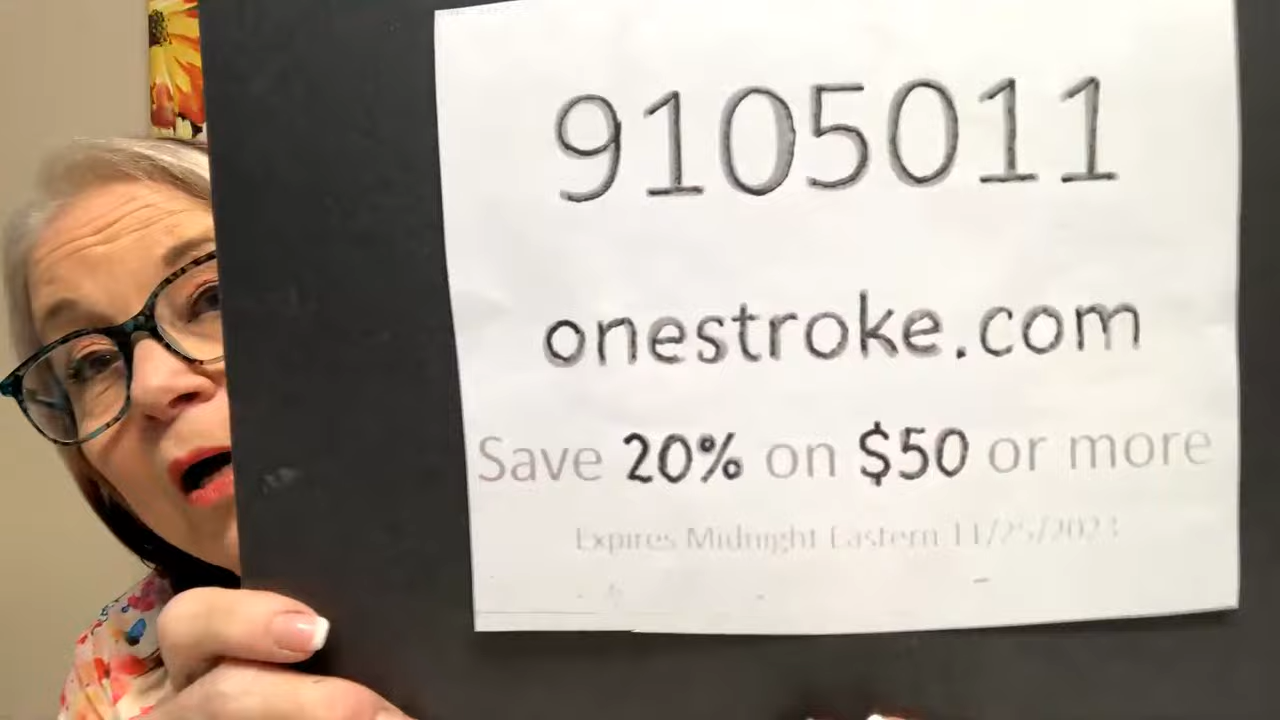 9105011
onestroke.com
Save 20% on $50 or more
Expires Midnight Eastern 11/25/2023